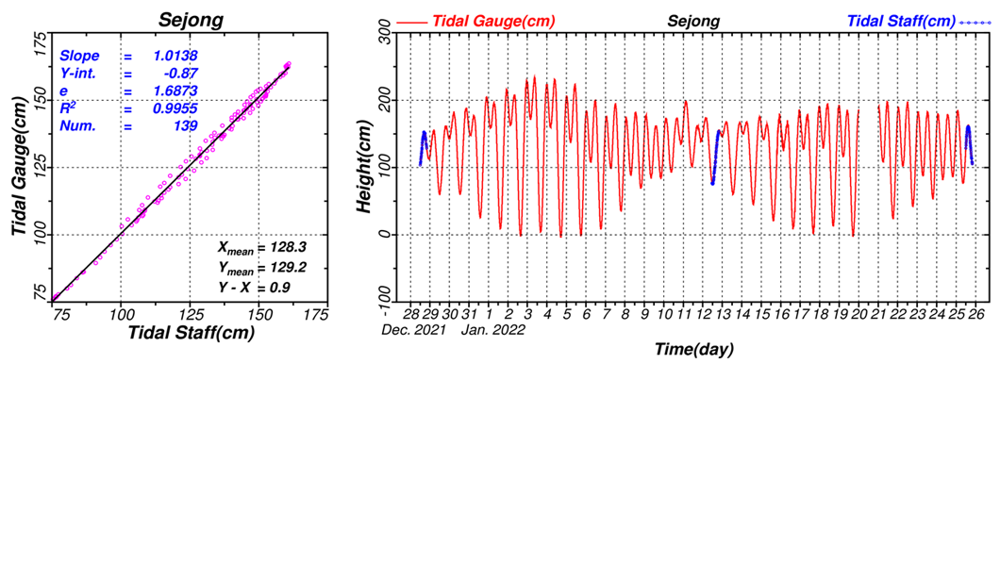 Sejong
Slope = 1.0138
Y-int. = -0.87
e = 1.6873
R² = 0.9955
Num. = 139
175
150
125
100
75
Tidal Gauge(cm)
Xmean = 128.3
Ymean = 129.2
Y - X = 0.9
75 100 125 150 175
Tidal Staff(cm)
Tidal Gauge(cm) Sejong Tidal Staff(cm)
300
200
100
0
-100
Height(cm)
28 29 30 31 1 2 3 4 5 6 7 8 9 10 11 12 13 14 15 16 17 18 19 20 21 22 23 24 25 26
Dec. 2021 Jan. 2022
Time(day)